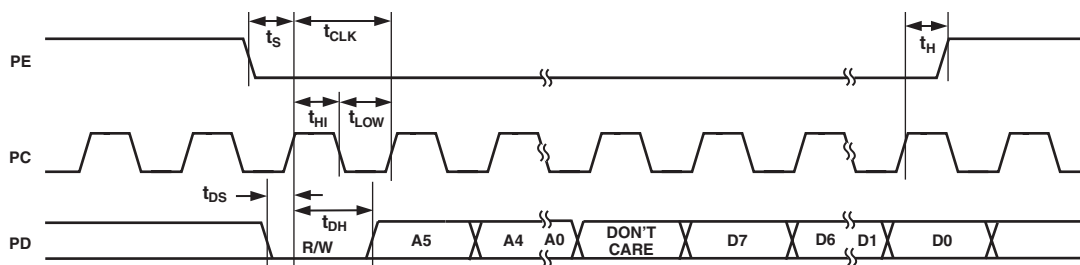 tS
tCLK
tH
PE
tHI
tLOW
PC
tDS
tDH
PD
R/W
A5
A4
A0
DON'T
CARE
D7
D6
D1
D0